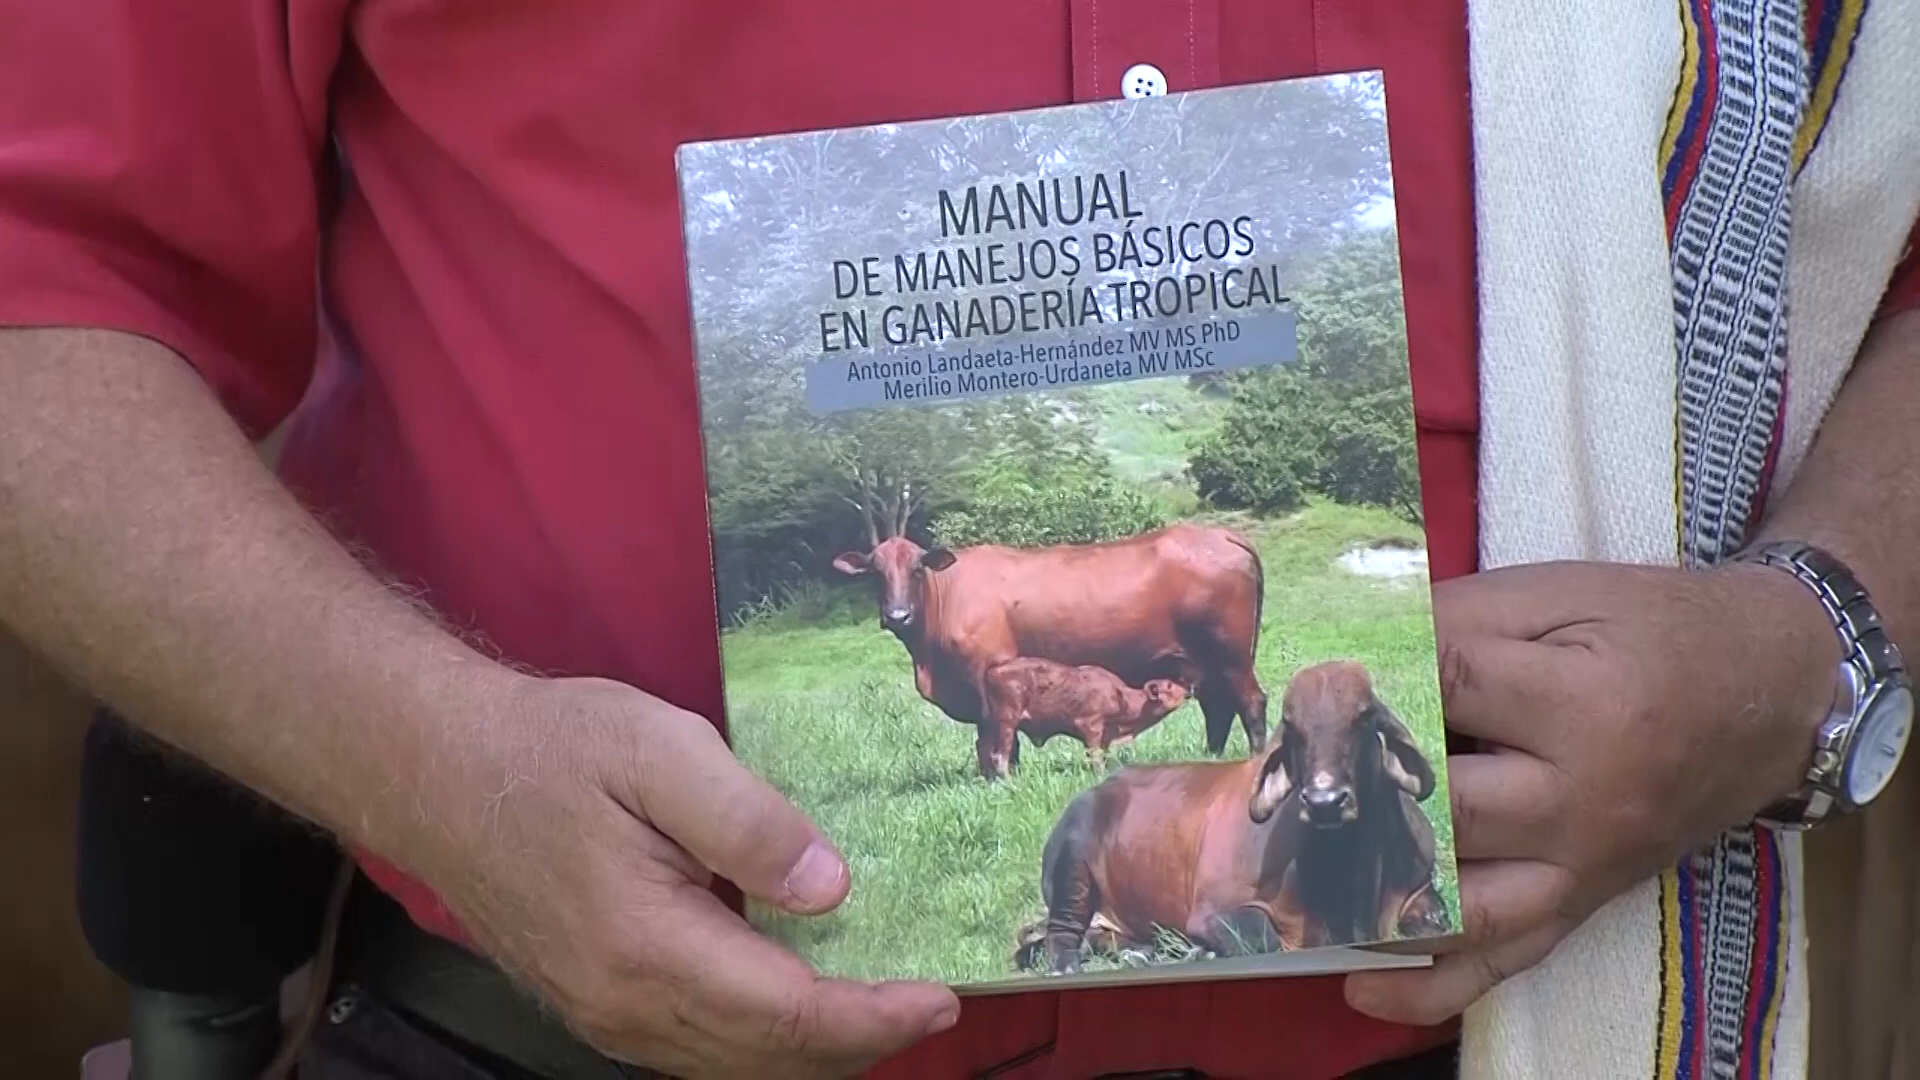 MANUAL
DE MANEJOS BÁSICOS
EN GANADERÍA TROPICAL
Antonio Landaeta-Hernández MV MS PhD
Merilio Montero-Urdaneta MV MSc